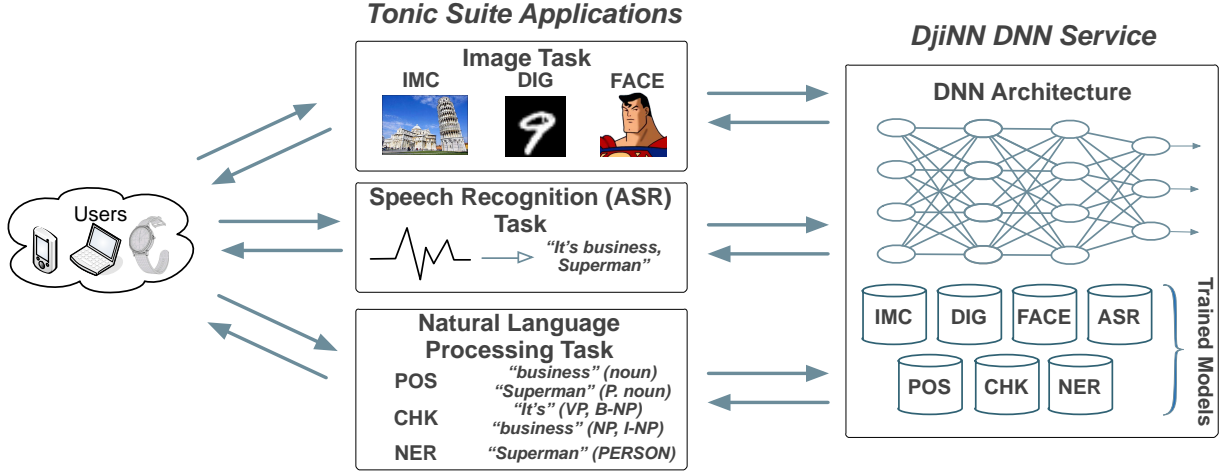 Tonic Suite Applications
DjiNN DNN Service
Users
Image Task
IMC DIG FACE
Speech Recognition (ASR)
Task
“It’s business,
Superman”
Natural Language
Processing Task
POS “business” (noun)
“Superman” (P. noun)
CHK “It’s” (VP, B-NP)
“business” (NP, I-NP)
NER “Superman” (PERSON)
DNN Architecture
IMC DIG FACE ASR
POS CHK NER
Trained Models